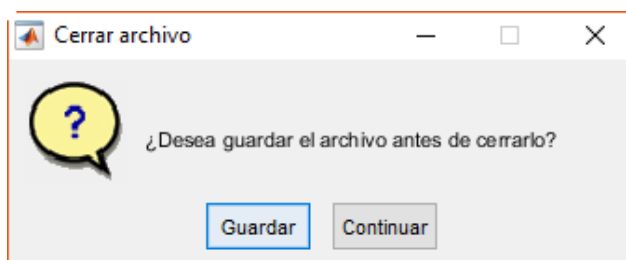 Cerrar archivo
?
¿Desea guardar el archivo antes de cerrarlo?
Guardar
Continuar